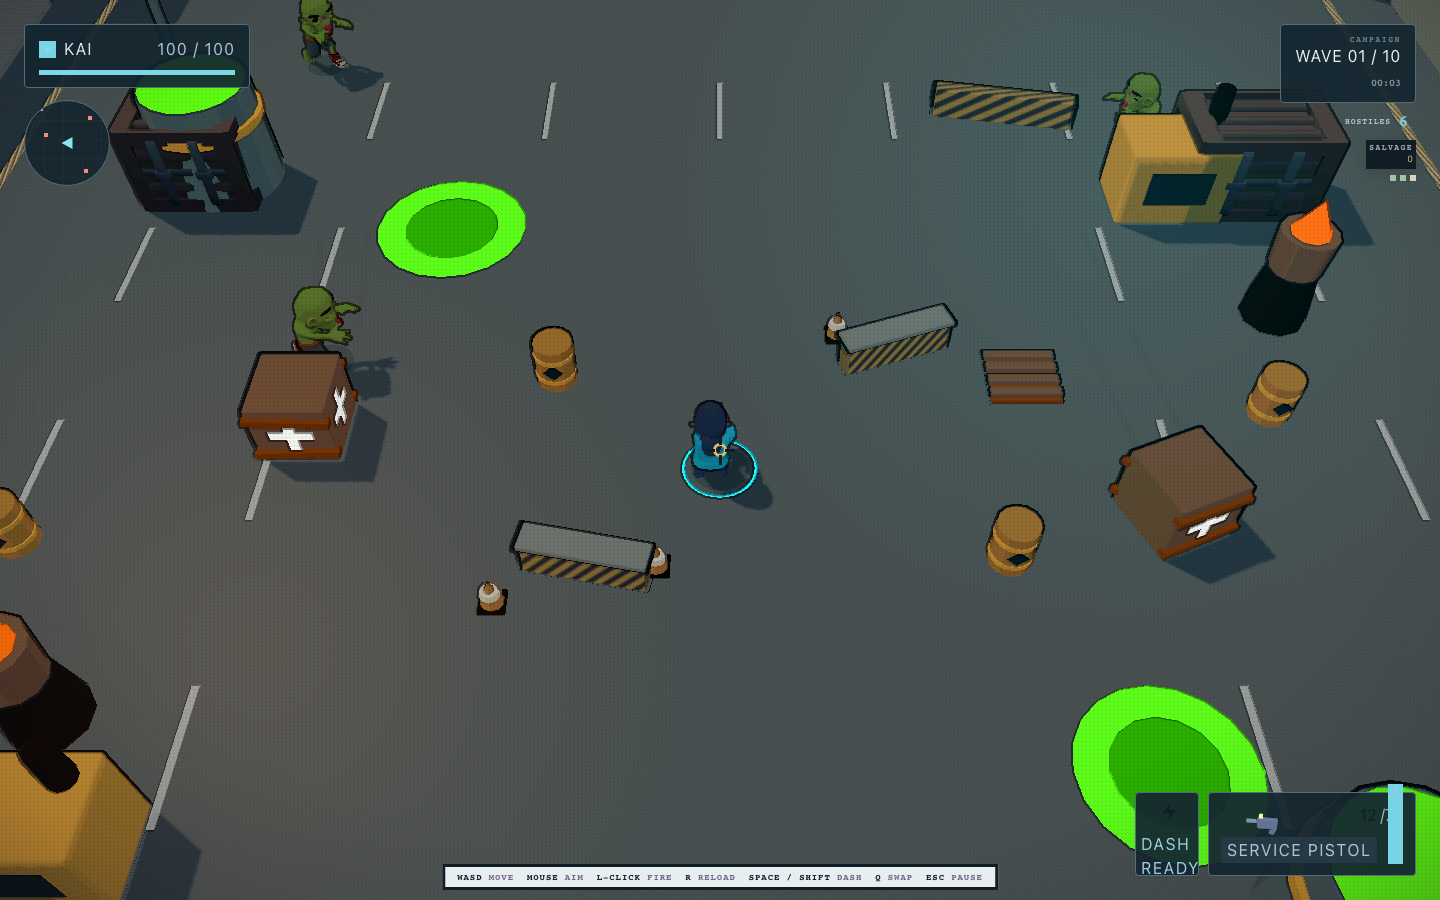 KAI 100 / 100
CAMPAIGN
WAVE 01 / 10
00:03
HOSTILES 6
SALVAGE
0
12 /
DASH
READY
SERVICE PISTOL
WASD MOVE MOUSE AIM L-CLICK FIRE R RELOAD SPACE / SHIFT DASH Q SWAP ESC PAUSE